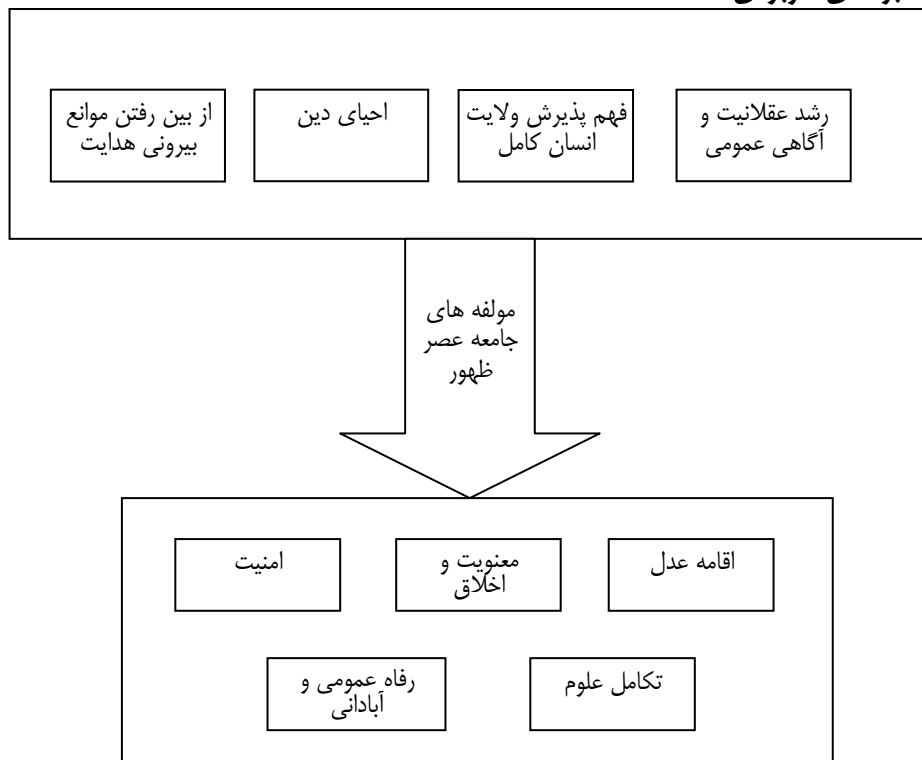 رشد عقلانیت و
آگاهی عمومی
فهم پذیرش ولایت
انسان کامل
احیای دین
از بین رفتن موانع
بیرونی هدایت
مولفه های
جامعه عصر
ظهور
اقامه عدل
معنویت و
اخلاق
امنیت
تکامل علوم
رفاه عمومی و
آبادانی